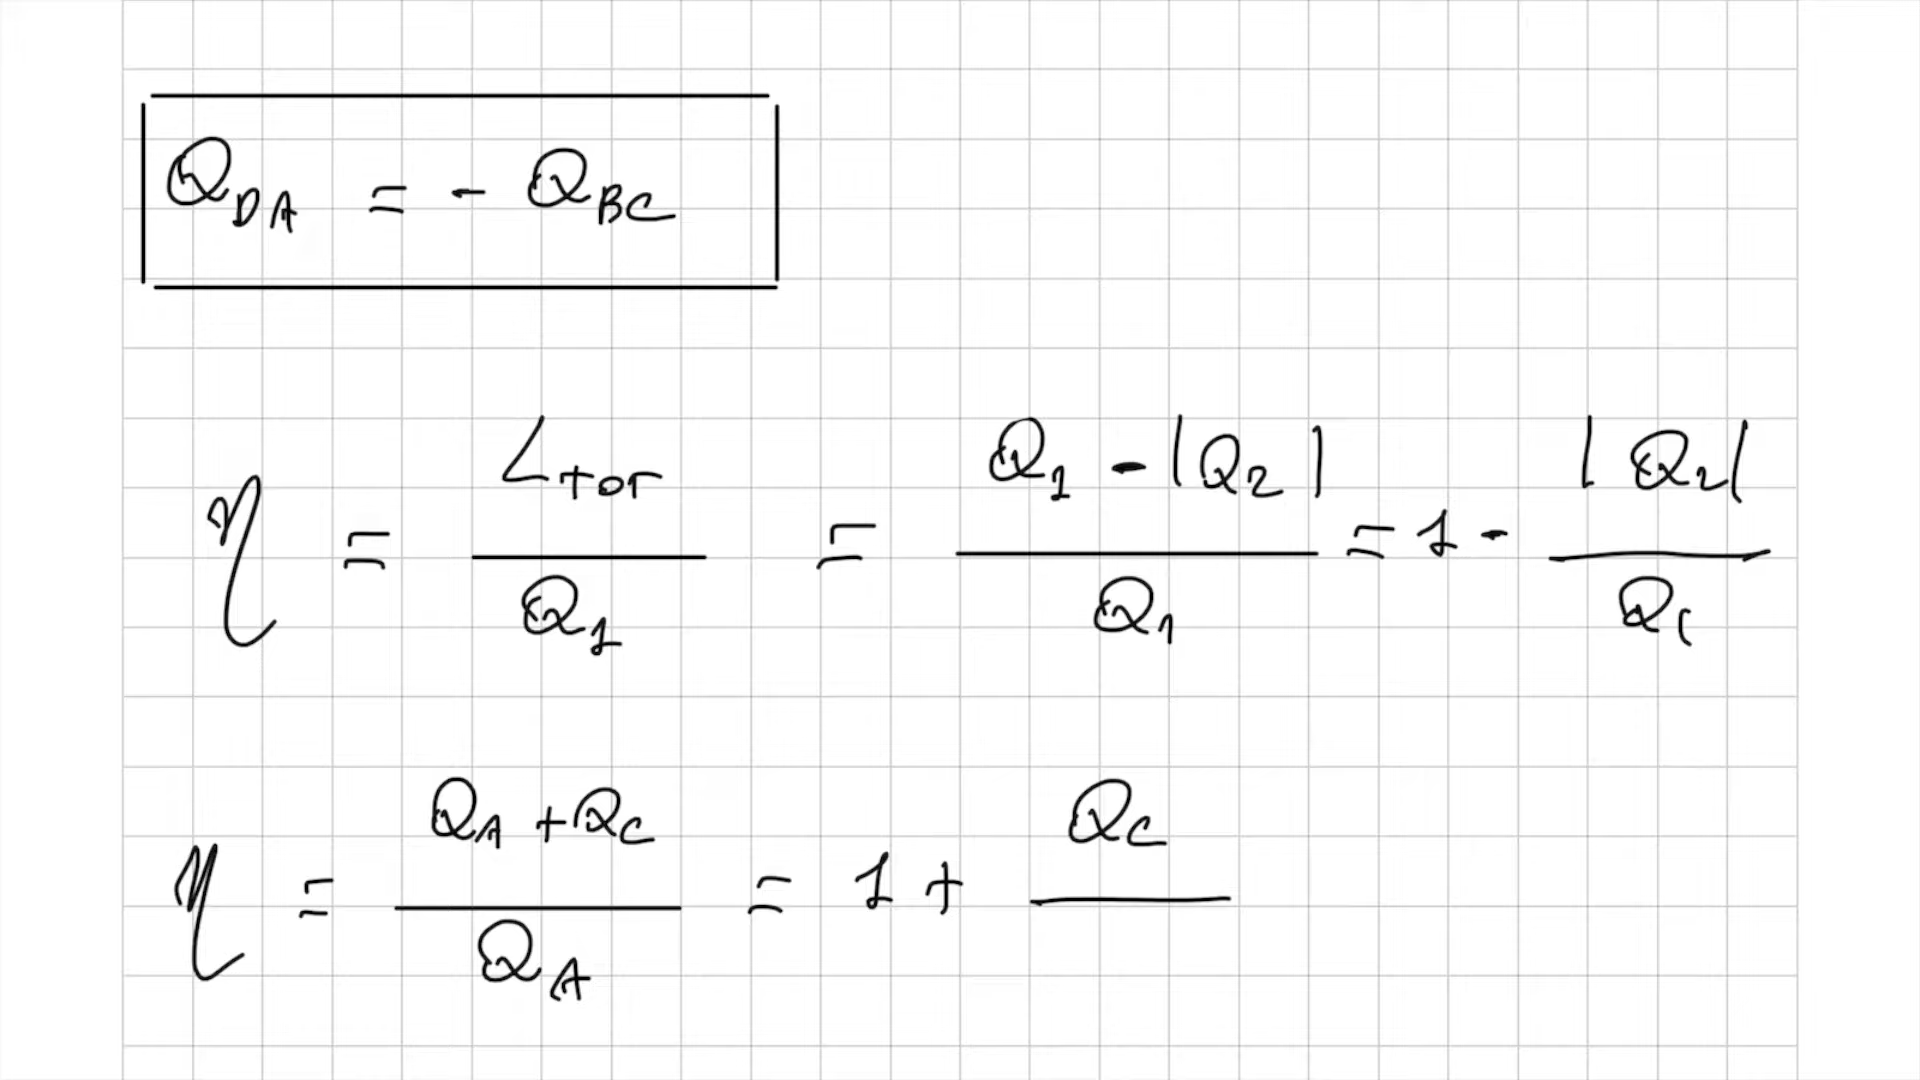 Q_DA = - Q_BC
η = L_TOT / Q_1 = (Q_1 - |Q_2|) / Q_1 = 1 - |Q_2| / Q_1
η = (Q_A + Q_C) / Q_A = 1 + Q_C /